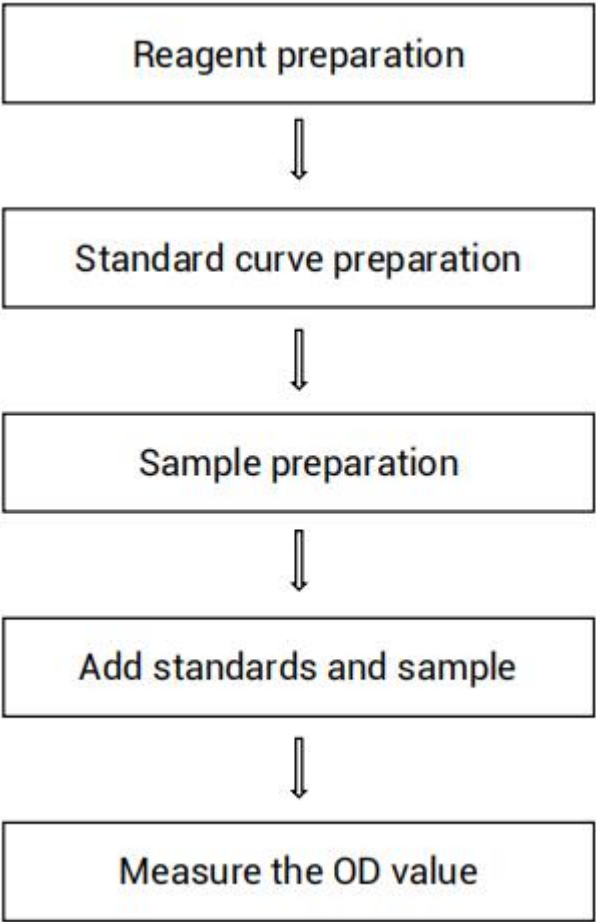 Reagent preparation
Standard curve preparation
Sample preparation
Add standards and sample
Measure the OD value